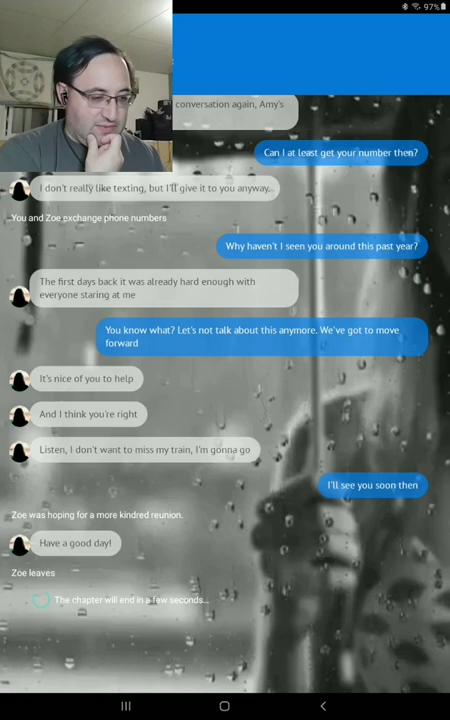 97%
conversation again, Amy's
Can I at least get your number then?
I don't really like texting, but I'll give it to you anyway...
You and Zoe exchange phone numbers
Why haven't I seen you around this past year?
The first days back it was already hard enough with
everyone staring at me
You know what? Let's not talk about this anymore. We've got to move
forward
It's nice of you to help
And I think you're right
Listen, I don't want to miss my train, I'm gonna go
I'll see you soon then
Zoe was hoping for a more kindred reunion.
Have a good day!
Zoe leaves
The chapter will end in a few seconds...